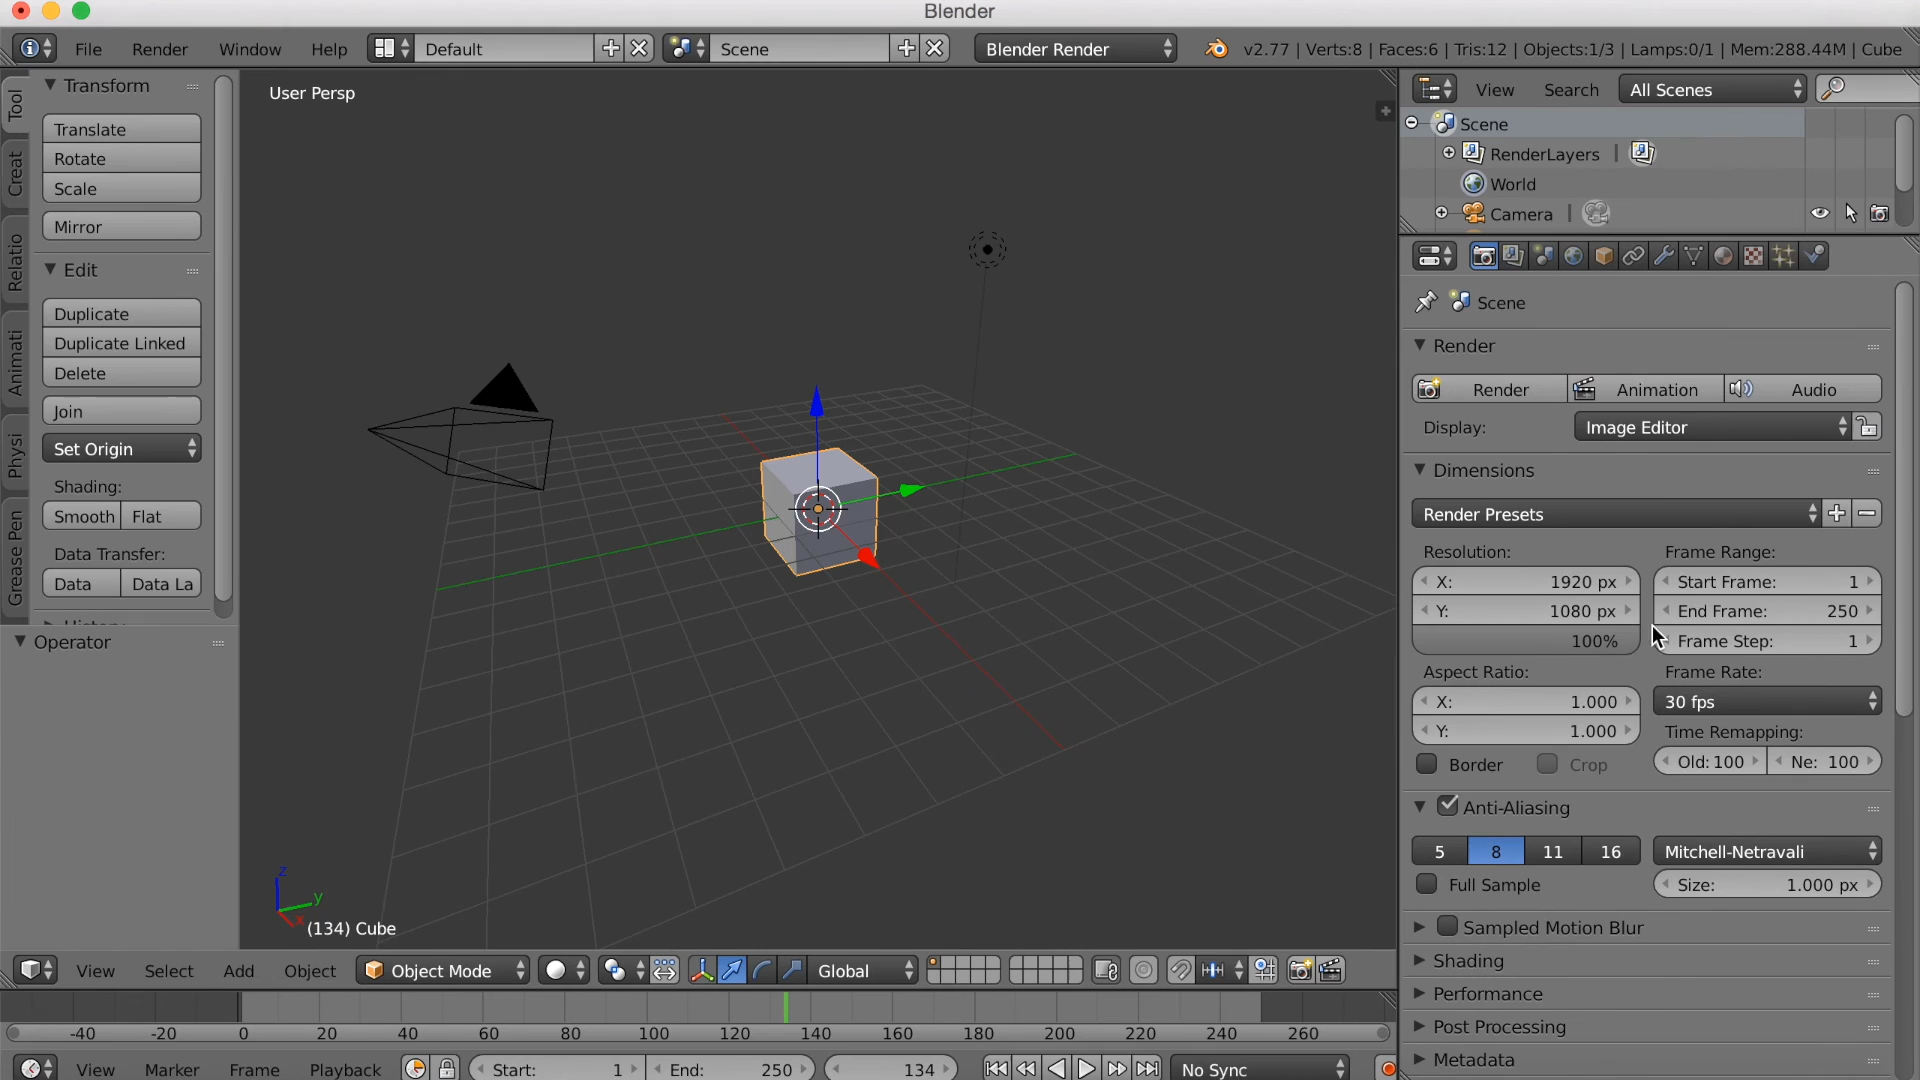 Blender
File Render Window Help Default Scene Blender Render v2.77 | Verts:8 | Faces:6 | Tris:12 | Objects:1/3 | Lamps:0/1 | Mem:288.44M | Cube
Tool
Creat
Relatio
Animati
Physi
Grease Pen
Transform
Translate
Rotate
Scale
Mirror
Edit
Duplicate
Duplicate Linked
Delete
Join
Set Origin
Shading:
Smooth Flat
Data Transfer:
Data Data La
Operator
User Persp
z
y
x
(134) Cube
View Search All Scenes
Scene
RenderLayers
World
Camera
Scene
Render
Render Animation Audio
Display: Image Editor
Dimensions
Render Presets
Resolution: Frame Range:
X: 1920 px Start Frame: 1
Y: 1080 px End Frame: 250
100% Frame Step: 1
Aspect Ratio: Frame Rate:
X: 1.000 30 fps
Y: 1.000 Time Remapping:
Border Crop Old: 100 Ne: 100
Anti-Aliasing
5 8 11 16 Mitchell-Netravali
Full Sample Size: 1.000 px
Sampled Motion Blur
Shading
Performance
Post Processing
Metadata
View Select Add Object Object Mode Global
-40 -20 0 20 40 60 80 100 120 140 160 180 200 220 240 260
View Marker Frame Playback Start: 1 End: 250 134 No Sync